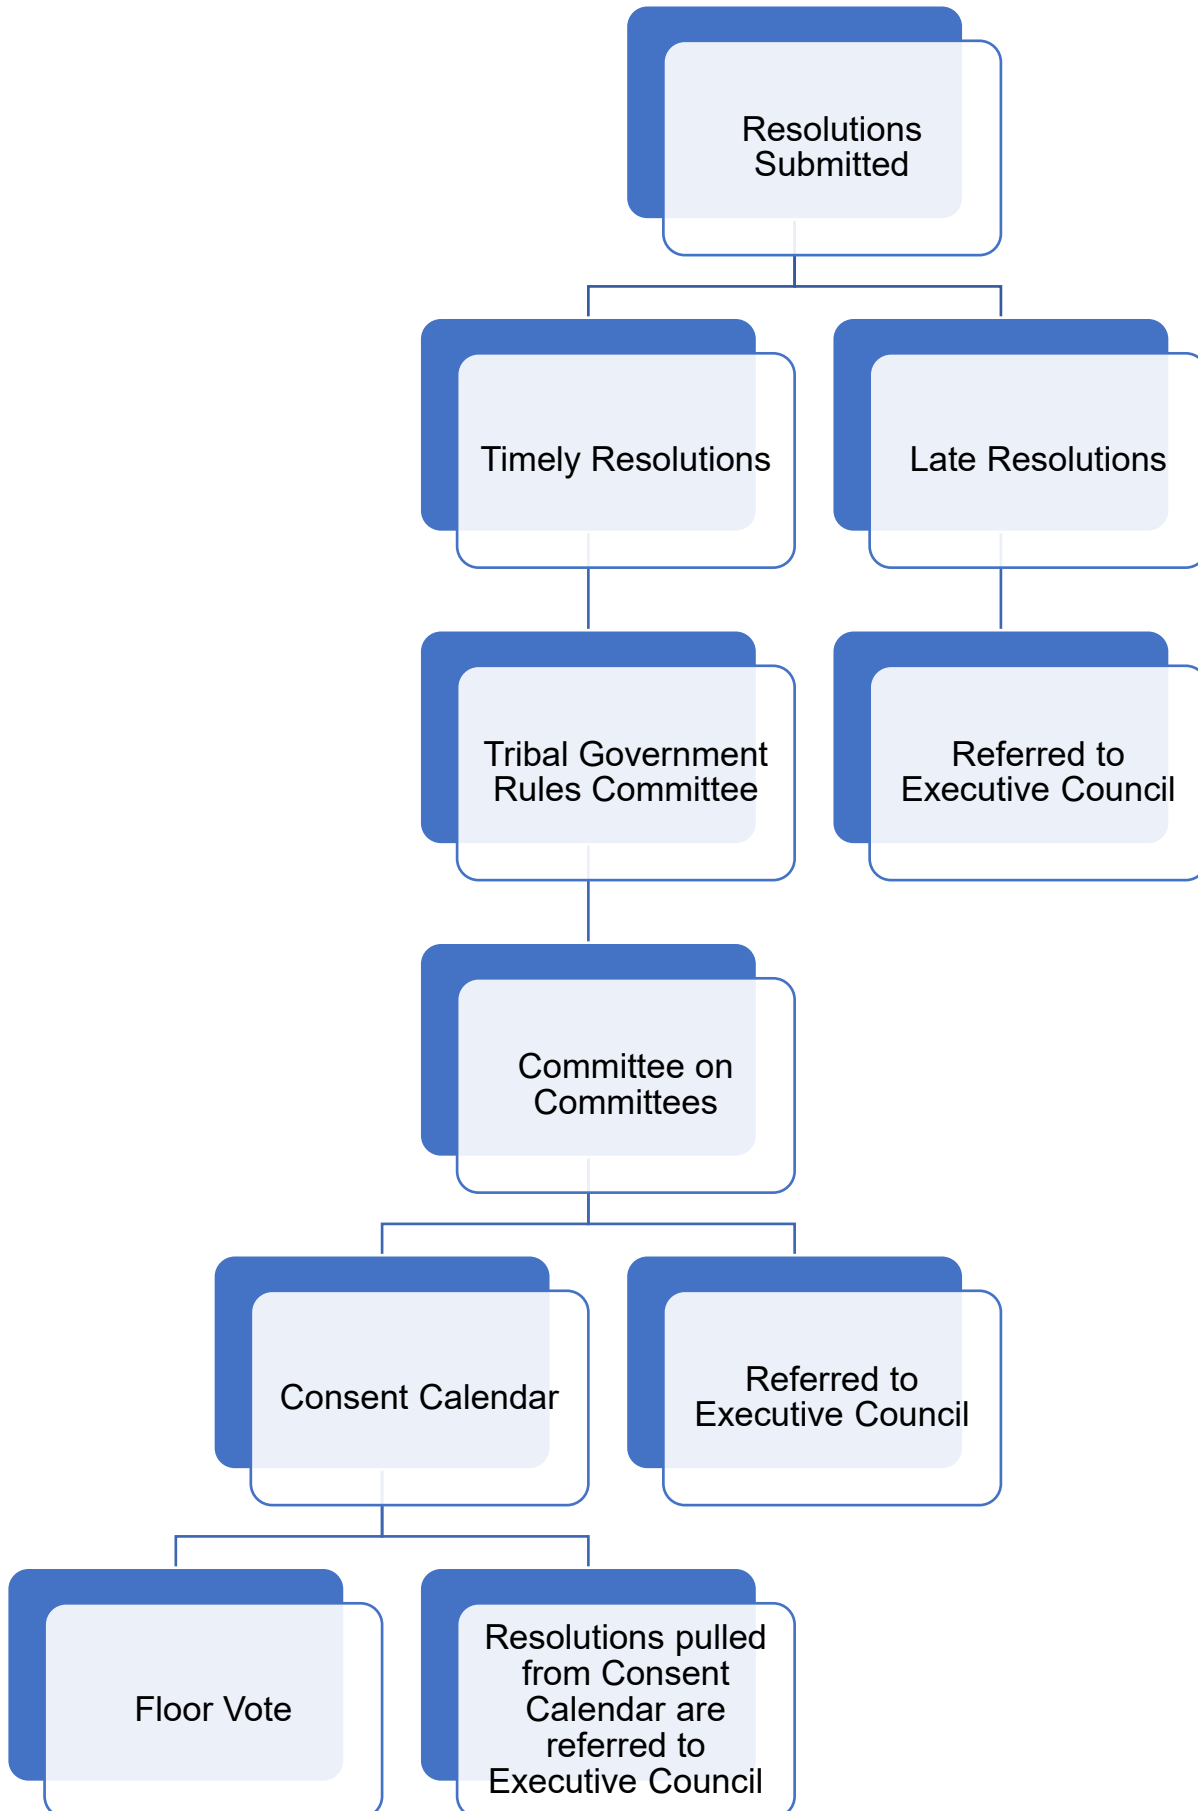 Resolutions
Submitted
Timely Resolutions
Late Resolutions
Tribal Government
Rules Committee
Referred to
Executive Council
Committee on
Committees
Consent Calendar
Referred to
Executive Council
Floor Vote
Resolutions pulled
from Consent
Calendar are
referred to
Executive Council